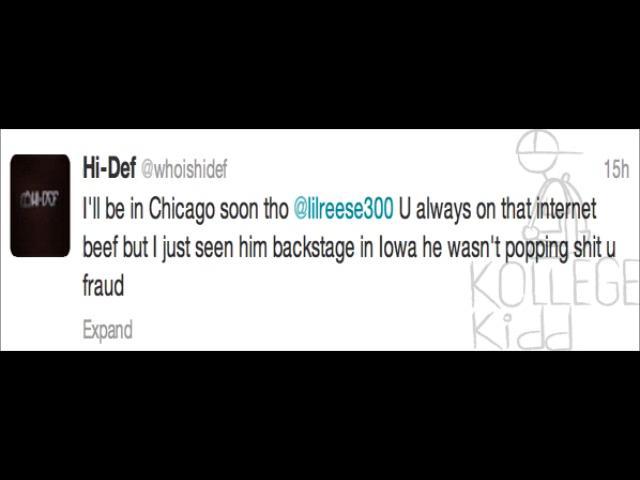 Hi-Def @whoishidef 15h
I'll be in Chicago soon tho @lilreese300 U always on that internet
beef but I just seen him backstage in Iowa he wasn't popping shit u
fraud
Expand
KOLLEGE
Kidd